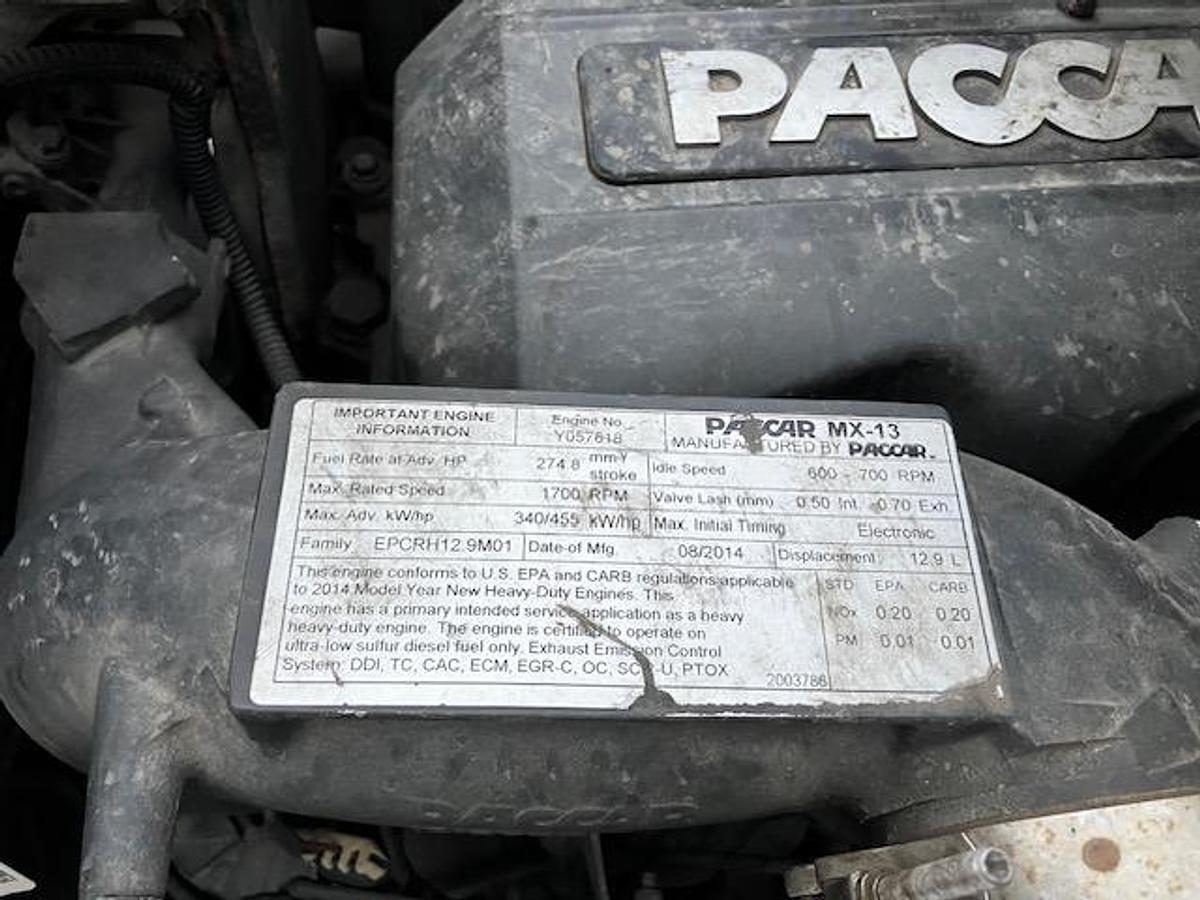 PACCA
IMPORTANT ENGINE
INFORMATION
Engine No.
Y057618
PACCAR MX-13
MANUFACTURED BY PACCAR
Fuel Rate at Adv. HP 274.8 mm³/
stroke
Idle Speed 600 - 700 RPM
Max. Rated Speed 1700 RPM
Valve Lash (mm) 0.50 Int. 0.70 Exh.
Max. Adv. kW/hp 340/455 kW/hp
Max. Initial Timing Electronic
Family EPCRH12.9M01
Date of Mfg. 08/2014
Displacement: 12.9 L
This engine conforms to U.S. EPA and CARB regulations applicable
to 2014 Model Year New Heavy-Duty Engines. This
engine has a primary intended service application as a heavy
heavy-duty engine. The engine is certified to operate on
ultra-low sulfur diesel fuel only. Exhaust Emission Control
System: DDI, TC, CAC, ECM, EGR-C, OC, SCR-U, PTOX
2003786
STD EPA CARB
NOx 0.20 0.20
PM 0.01 0.01
PACCAR